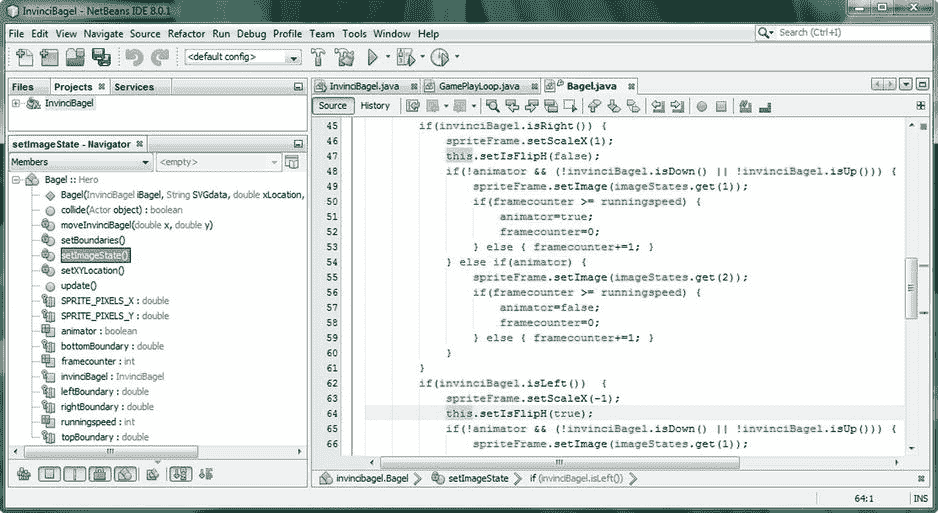 InvinciBagel - NetBeans IDE 8.0.1
File Edit View Navigate Source Refactor Run Debug Profile Team Tools Window Help
Search (Ctrl+I)
<default config>
Files Projects Services
InvinciBagel
setImageState - Navigator
Members <empty>
Bagel :: Hero
Bagel(InvinciBagel iBagel, String SVGdata, double xLocation,
collide(Actor object) : boolean
moveInvinciBagel(double x, double y)
setBoundaries()
setImageState()
setXYLocation()
update()
SPRITE_PIXELS_X : double
SPRITE_PIXELS_Y : double
animator : boolean
bottomBoundary : double
framecounter : int
invinciBagel : InvinciBagel
leftBoundary : double
rightBoundary : double
runningspeed : int
topBoundary : double
InvinciBagel.java GamePlayLoop.java Bagel.java
Source History
45 if(invinciBagel.isRight()) {
46 spriteFrame.setScaleX(1);
47 this.setIsFlipH(false);
48 if(!animator && (!invinciBagel.isDown() || !invinciBagel.isUp())) {
49 spriteFrame.setImage(imageStates.get(1));
50 if(framecounter >= runningspeed) {
51 animator=true;
52 framecounter=0;
53 } else { framecounter+=1; }
54 } else if(animator) {
55 spriteFrame.setImage(imageStates.get(2));
56 if(framecounter >= runningspeed) {
57 animator=false;
58 framecounter=0;
59 } else { framecounter+=1; }
60 }
61 }
62 if(invinciBagel.isLeft()) {
63 spriteFrame.setScaleX(-1);
64 this.setIsFlipH(true);
65 if(!animator && (!invinciBagel.isDown() || !invinciBagel.isUp())) {
66 spriteFrame.setImage(imageStates.get(1));
invincibagel.Bagel setImageState if (invinciBagel.isLeft())
64:1 INS